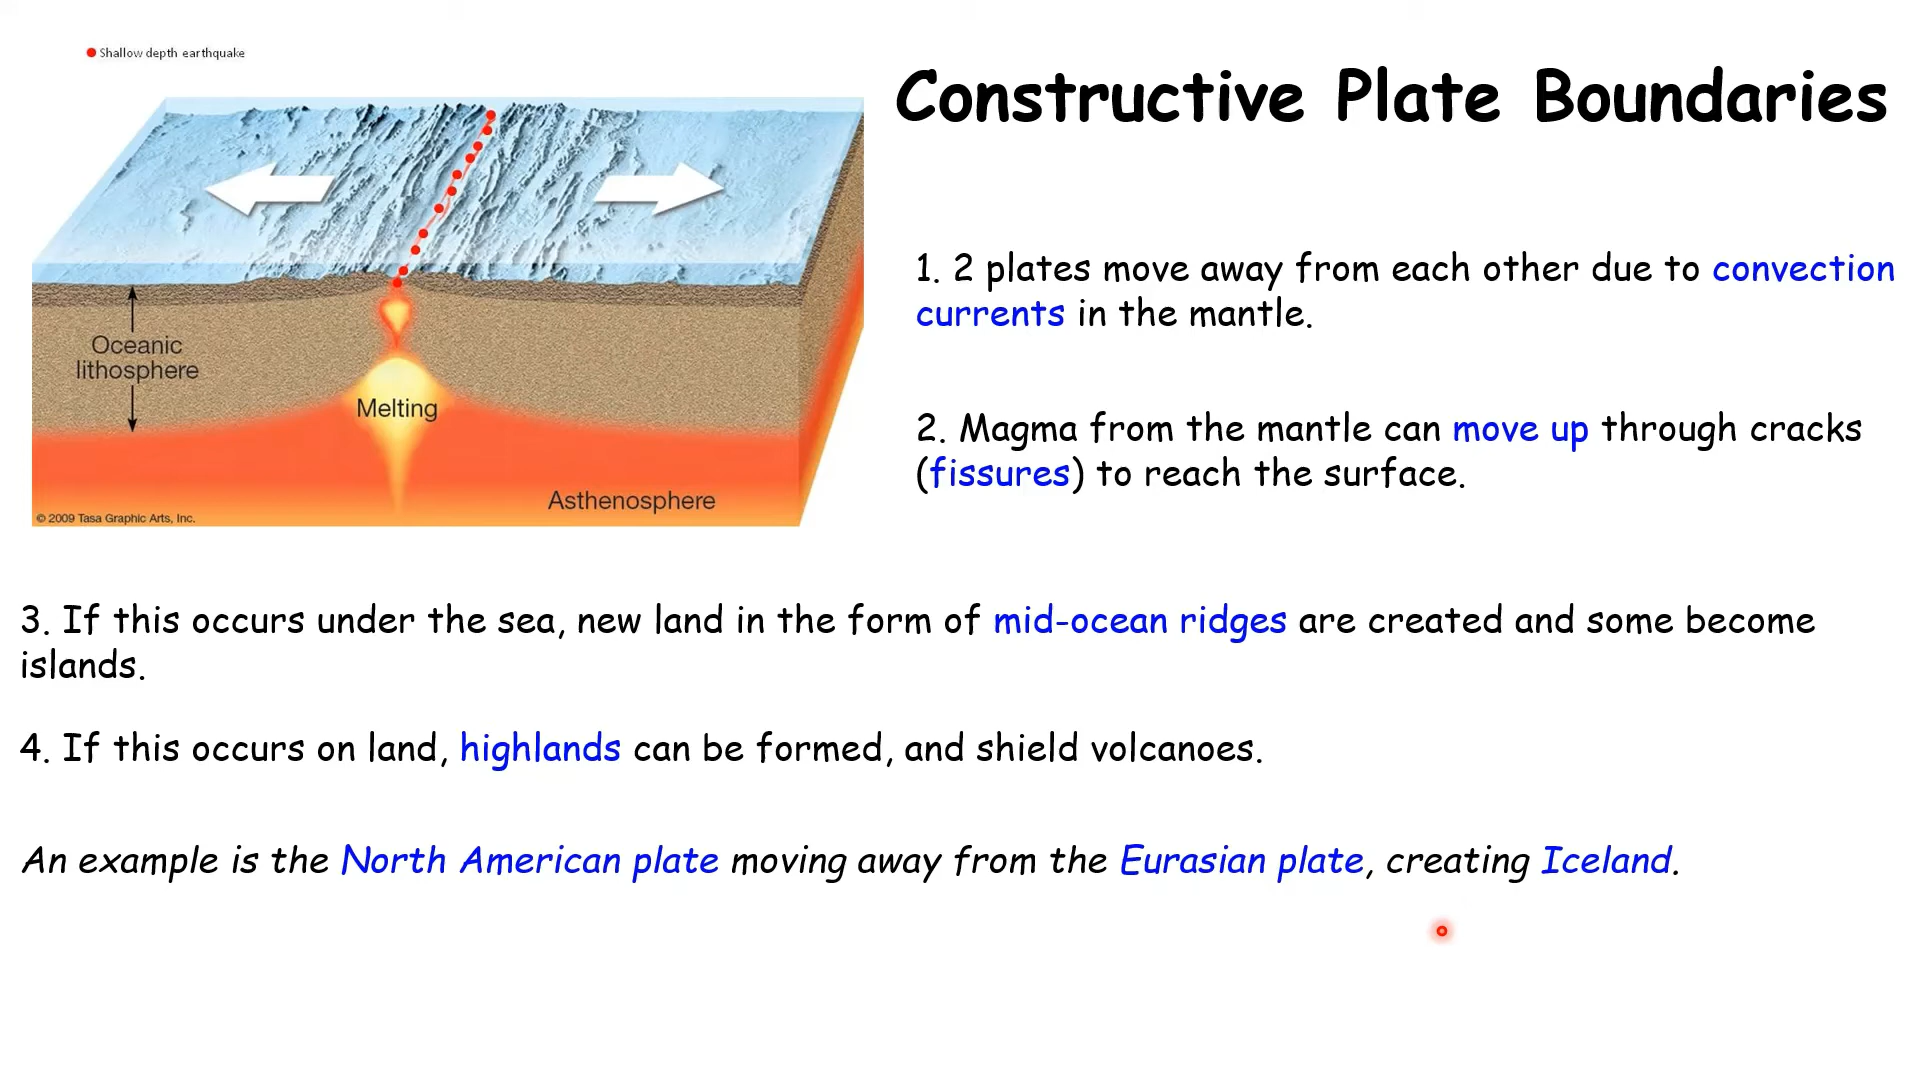 Shallow depth earthquake
Constructive Plate Boundaries
Oceanic
lithosphere
Melting
Asthenosphere
© 2009 Tasa Graphic Arts, Inc.
1. 2 plates move away from each other due to convection
currents in the mantle.
2. Magma from the mantle can move up through cracks
(fissures) to reach the surface.
3. If this occurs under the sea, new land in the form of mid-ocean ridges are created and some become
islands.
4. If this occurs on land, highlands can be formed, and shield volcanoes.
An example is the North American plate moving away from the Eurasian plate, creating Iceland.